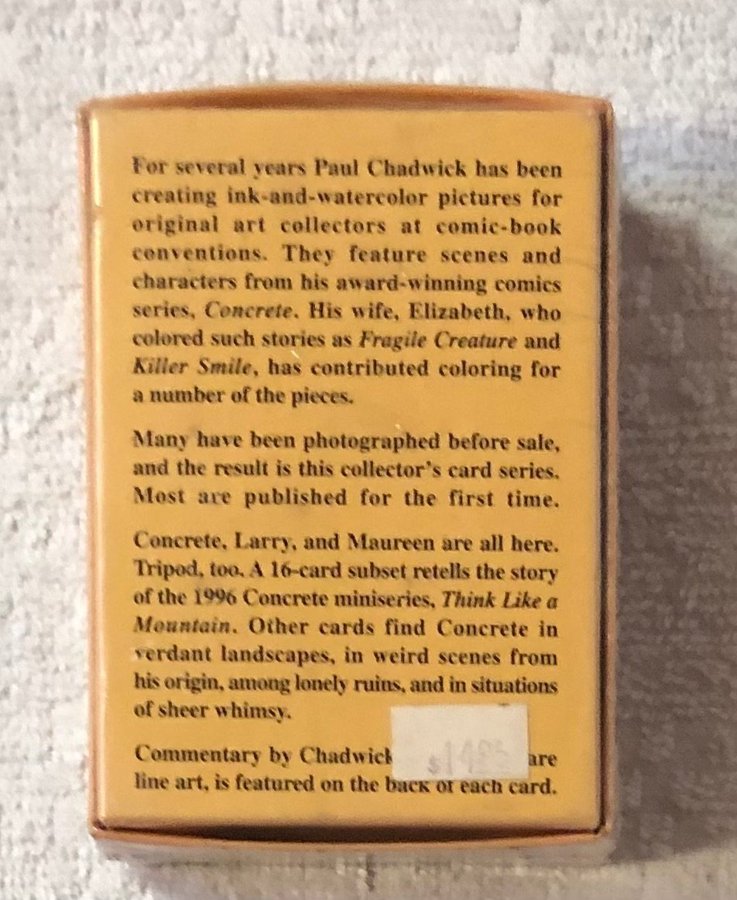 For several years Paul Chadwick has been
creating ink-and-watercolor pictures for
original art collectors at comic-book
conventions. They feature scenes and
characters from his award-winning comics
series, Concrete. His wife, Elizabeth, who
colored such stories as Fragile Creature and
Killer Smile, has contributed coloring for
a number of the pieces.
Many have been photographed before sale,
and the result is this collector's card series.
Most are published for the first time.
Concrete, Larry, and Maureen are all here.
Tripod, too. A 16-card subset retells the story
of the 1996 Concrete miniseries, Think Like a
Mountain. Other cards find Concrete in
verdant landscapes, in weird scenes from
his origin, among lonely ruins, and in situations
of sheer whimsy.
Commentary by Chadwick are
line art, is featured on the back of each card.